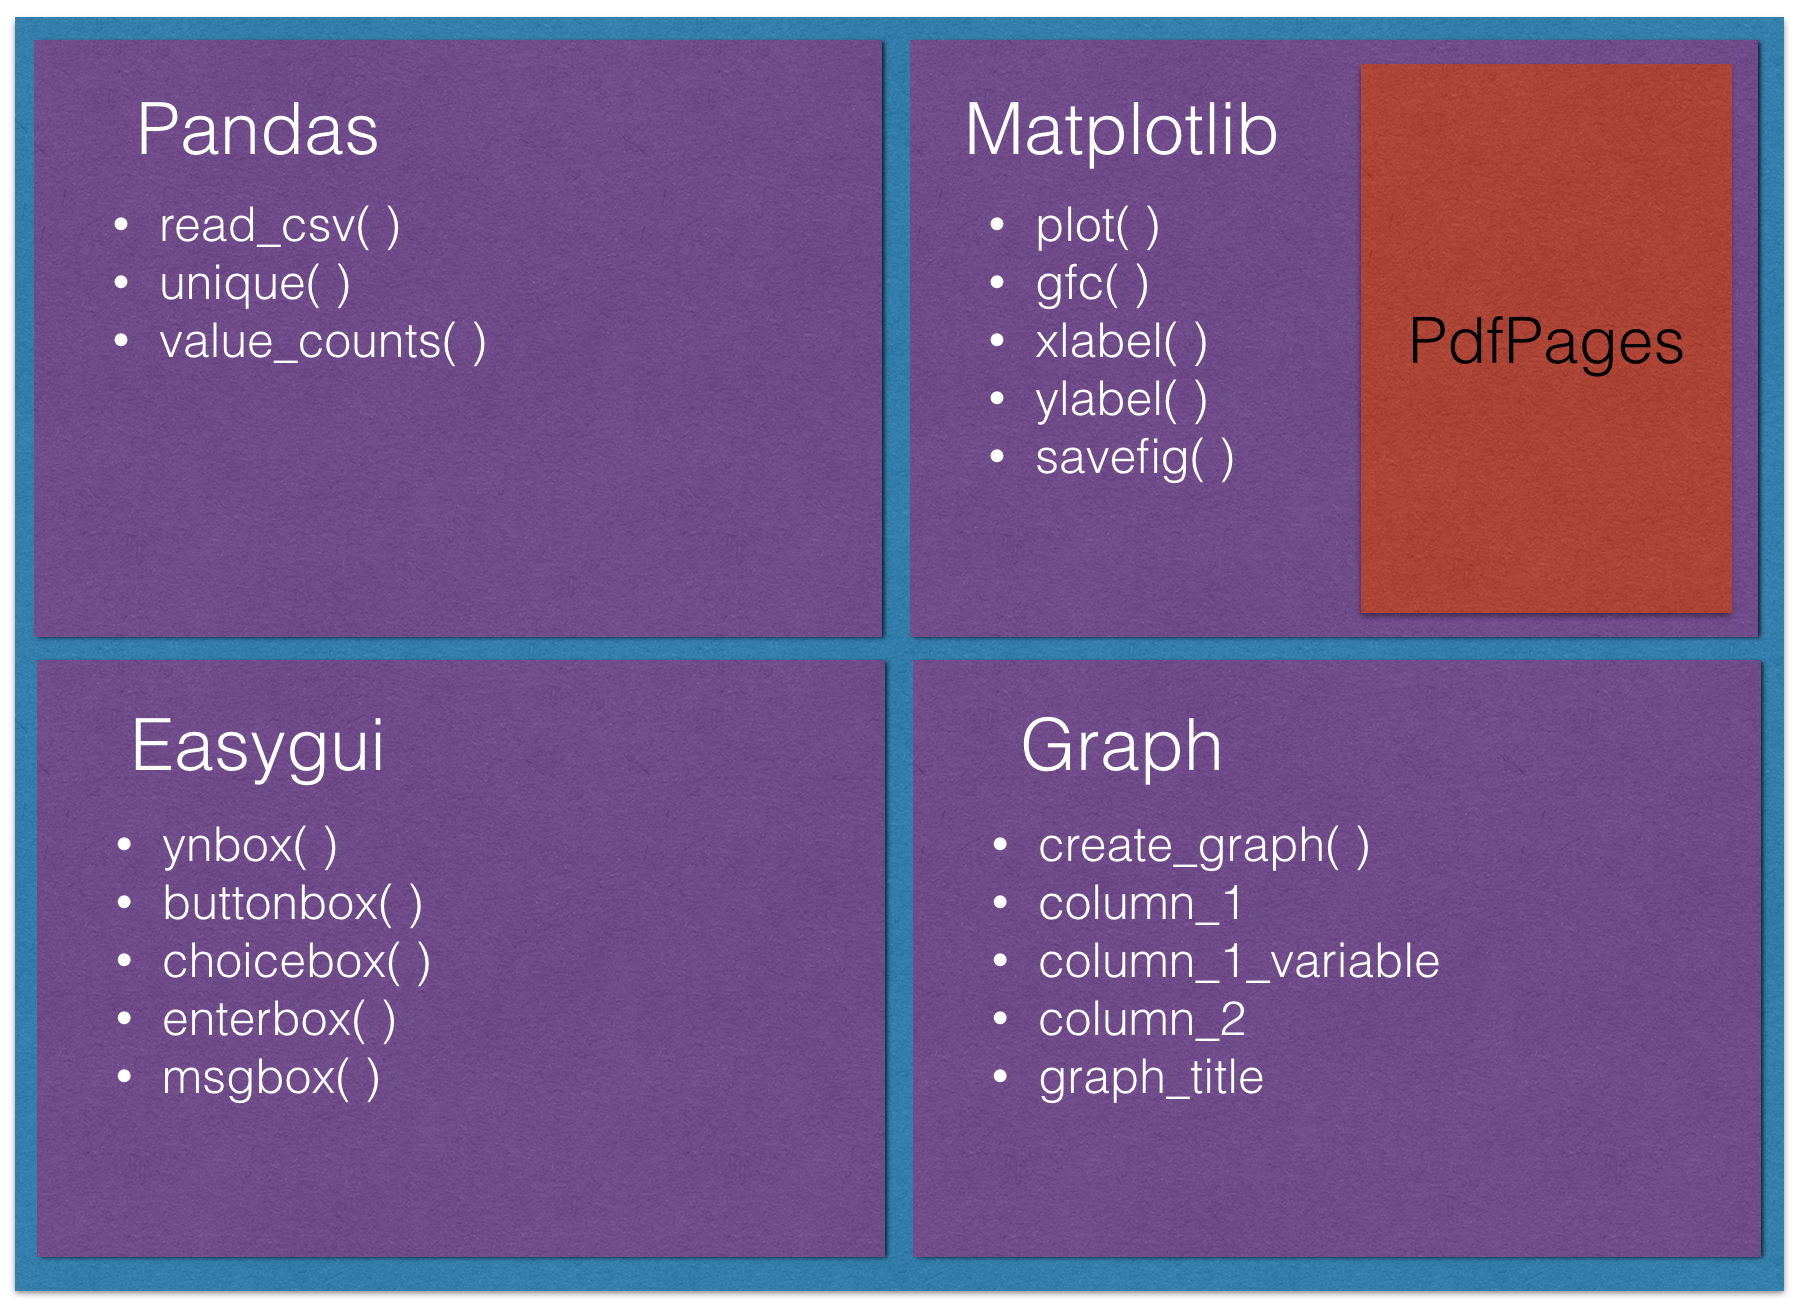 Pandas
• read_csv( )
• unique( )
• value_counts( )
Matplotlib
• plot( )
• gfc( )
• xlabel( )
• ylabel( )
• savefig( )
PdfPages
Easygui
• ynbox( )
• buttonbox( )
• choicebox( )
• enterbox( )
• msgbox( )
Graph
• create_graph( )
• column_1
• column_1_variable
• column_2
• graph_title